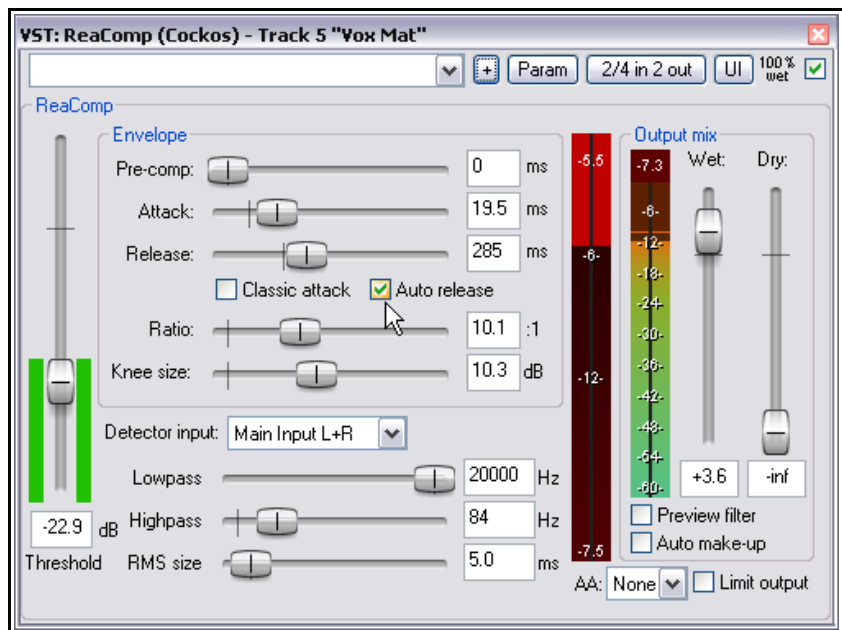 VST: ReaComp (Cockos) - Track 5 "Vox Mat"
+ Param 2/4 in 2 out UI 100% wet
ReaComp
Envelope
Pre-comp: 0 ms
Attack: 19.5 ms
Release: 285 ms
Classic attack Auto release
Ratio: 10.1 :1
Knee size: 10.3 dB
Detector input: Main Input L+R
Lowpass 20000 Hz
Highpass 84 Hz
RMS size 5.0 ms
-22.9 dB
Threshold
-5.5
-6-
-12-
-7.5
Output mix
Wet: Dry:
-7.3
-6-
-12-
-18-
-24-
-30-
-36-
-42-
-48-
-54-
-60-
+3.6 -inf
Preview filter
Auto make-up
AA: None Limit output